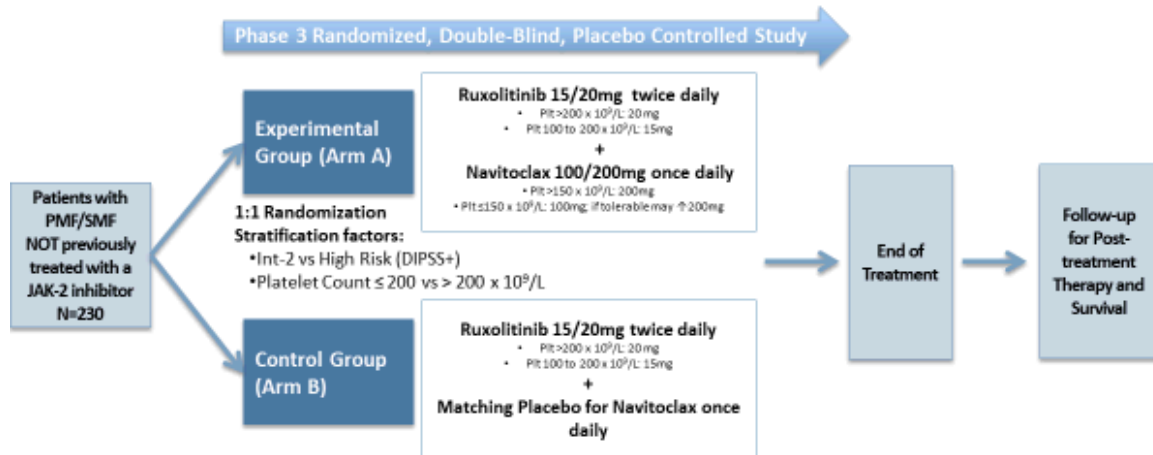 Phase 3 Randomized, Double-Blind, Placebo Controlled Study
Patients with
PMF/SMF
NOT previously
treated with a
JAK-2 inhibitor
N=230
Experimental
Group (Arm A)
Ruxolitinib 15/20mg twice daily
• Plt >200 x 10⁹/L: 20mg
• Plt 100 to 200 x 10⁹/L: 15mg
+
Navitoclax 100/200mg once daily
• Plt >150 x 10⁹/L: 200mg
• Plt ≤150 x 10⁹/L: 100mg; if tolerable may ↑200mg
1:1 Randomization
Stratification factors:
•Int-2 vs High Risk (DIPSS+)
•Platelet Count ≤ 200 vs > 200 x 10⁹/L
Control Group
(Arm B)
Ruxolitinib 15/20mg twice daily
• Plt >200 x 10⁹/L: 20mg
• Plt 100 to 200 x 10⁹/L: 15mg
+
Matching Placebo for Navitoclax once
daily
End of
Treatment
Follow-up
for Post-
treatment
Therapy and
Survival